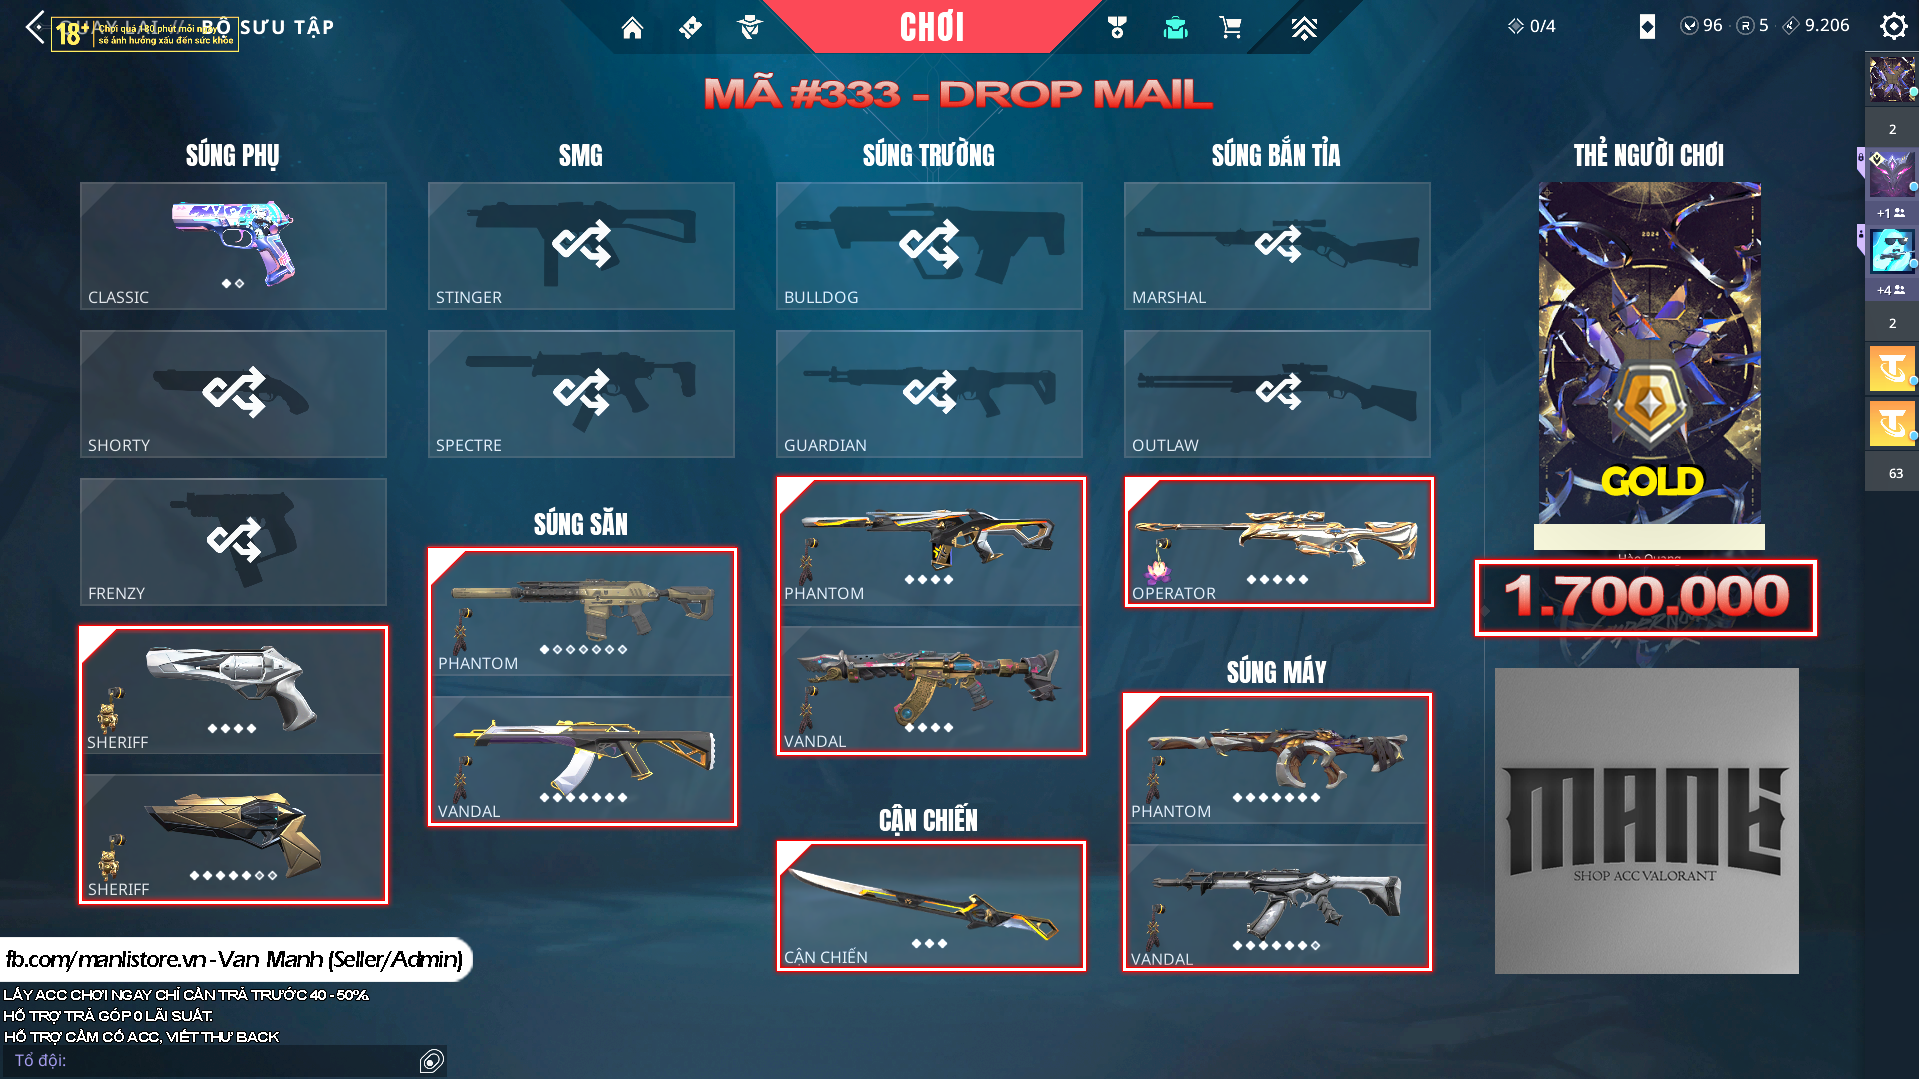 BỘ SƯU TẬP
18+
Chơi quá 180 phút mỗi ngày
sẽ ảnh hưởng xấu đến sức khỏe
CHƠI
0/4
96
5
9.206
MÃ #333 - DROP MAIL
SÚNG PHỤ
SMG
SÚNG TRƯỜNG
SÚNG BẮN TỈA
THẺ NGƯỜI CHƠI
CLASSIC
STINGER
BULLDOG
MARSHAL
2024
SHORTY
SPECTRE
GUARDIAN
OUTLAW
GOLD
FRENZY
SÚNG SĂN
PHANTOM
PHANTOM
OPERATOR
Hào Quang
1.700.000
SHERIFF
VANDAL
VANDAL
SÚNG MÁY
PHANTOM
SHERIFF
CẬN CHIẾN
CẬN CHIẾN
VANDAL
MANLI
SHOP ACC VALORANT
2
+1
+4
2
63
fb.com/manlistore.vn - Van Manh (Seller/Admin)
LẤY ACC CHƠI NGAY CHỈ CẦN TRẢ TRƯỚC 40 - 50%.
HỖ TRỢ TRẢ GÓP 0 LÃI SUẤT.
HỖ TRỢ CẦM CỐ ACC, VIẾT THƯ BACK
Tổ đội: